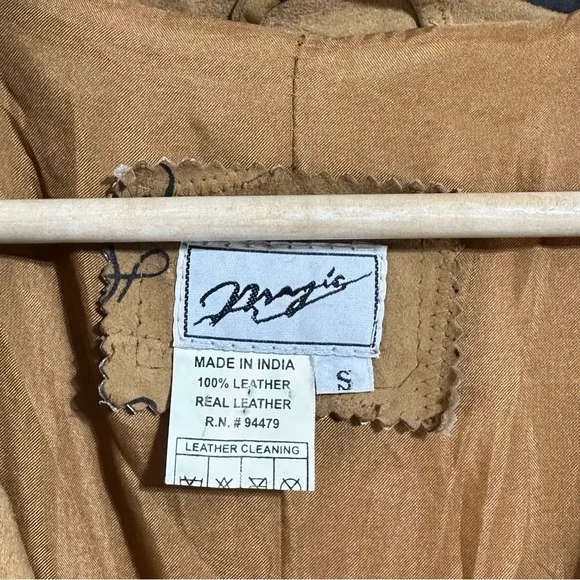 Magic
S
MADE IN INDIA
100% LEATHER
REAL LEATHER
R.N. # 94479
LEATHER CLEANING